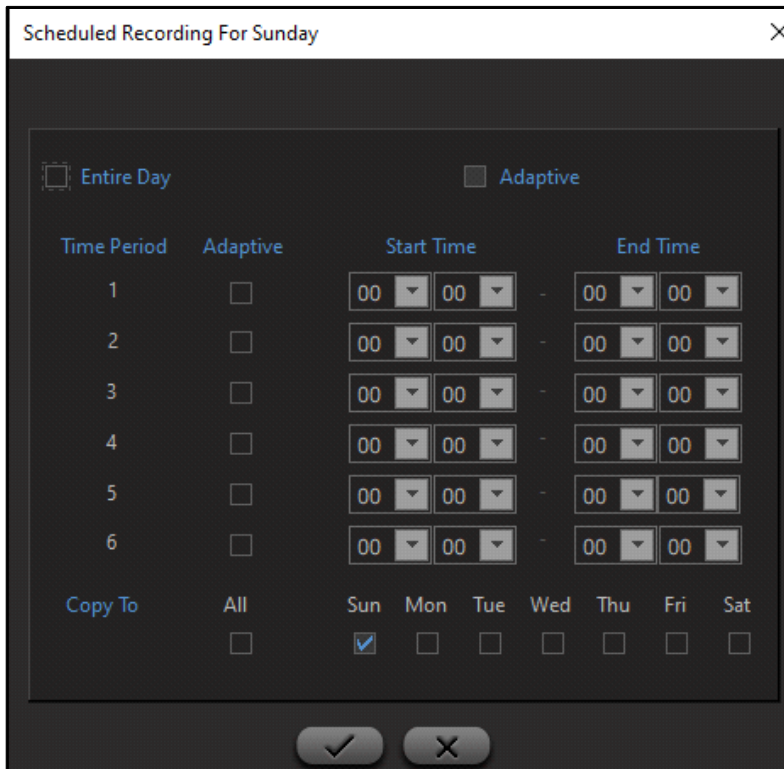 Scheduled Recording For Sunday
Entire Day Adaptive
Time Period Adaptive Start Time End Time
1 00 00 - 00 00
2 00 00 - 00 00
3 00 00 - 00 00
4 00 00 - 00 00
5 00 00 - 00 00
6 00 00 - 00 00
Copy To All Sun Mon Tue Wed Thu Fri Sat